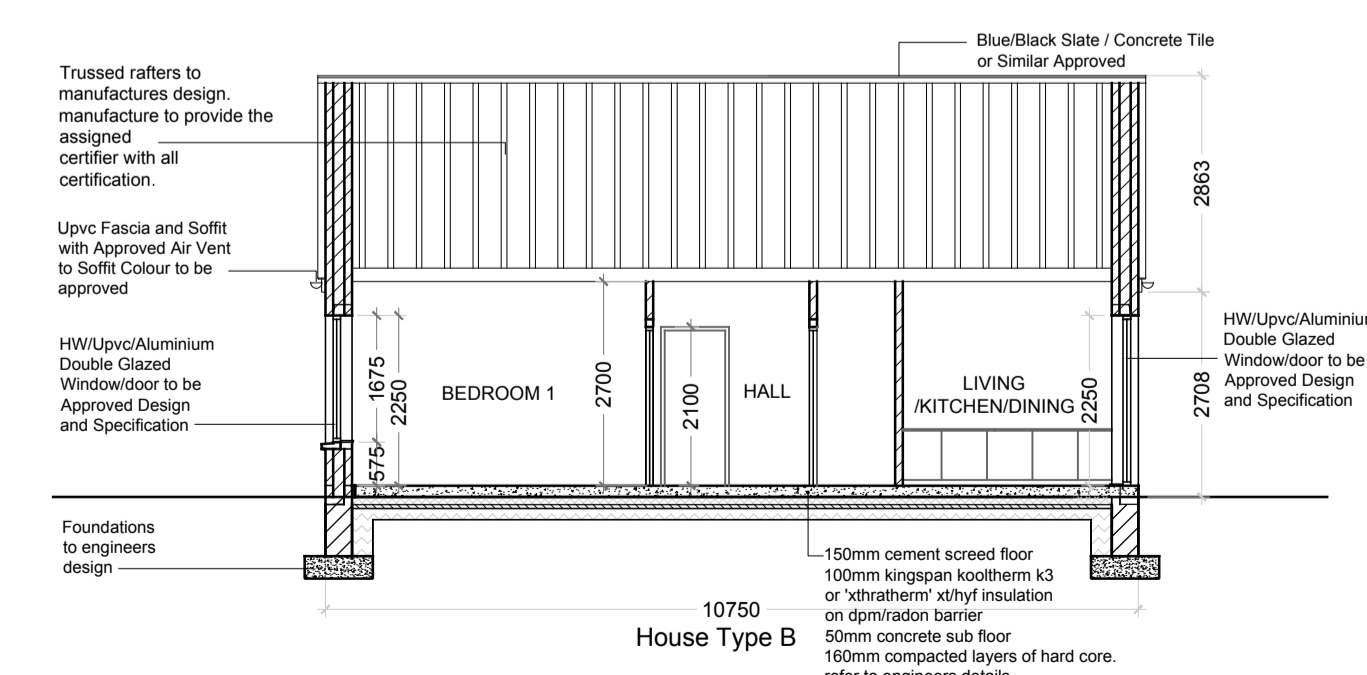 Blue/Black Slate / Concrete Tile
or Similar Approved
Trussed rafters to
manufactures design.
manufacture to provide the
assigned
certifier with all
certification.
2863
Upvc Fascia and Soffit
with Approved Air Vent
to Soffit Colour to be
approved
HW/Upvc/Aluminium
Double Glazed
Window/door to be
Approved Design
and Specification
1675
2250
575
BEDROOM 1
2700
2100
HALL
LIVING
/KITCHEN/DINING
2250
2708
HW/Upvc/Aluminium
Double Glazed
Window/door to be
Approved Design
and Specification
Foundations
to engineers
design
150mm cement screed floor
100mm kingspan kooltherm k3
or 'xthratherm' xt/hyf insulation
on dpm/radon barrier
50mm concrete sub floor
160mm compacted layers of hard core.
refer to engineers details
10750
House Type B